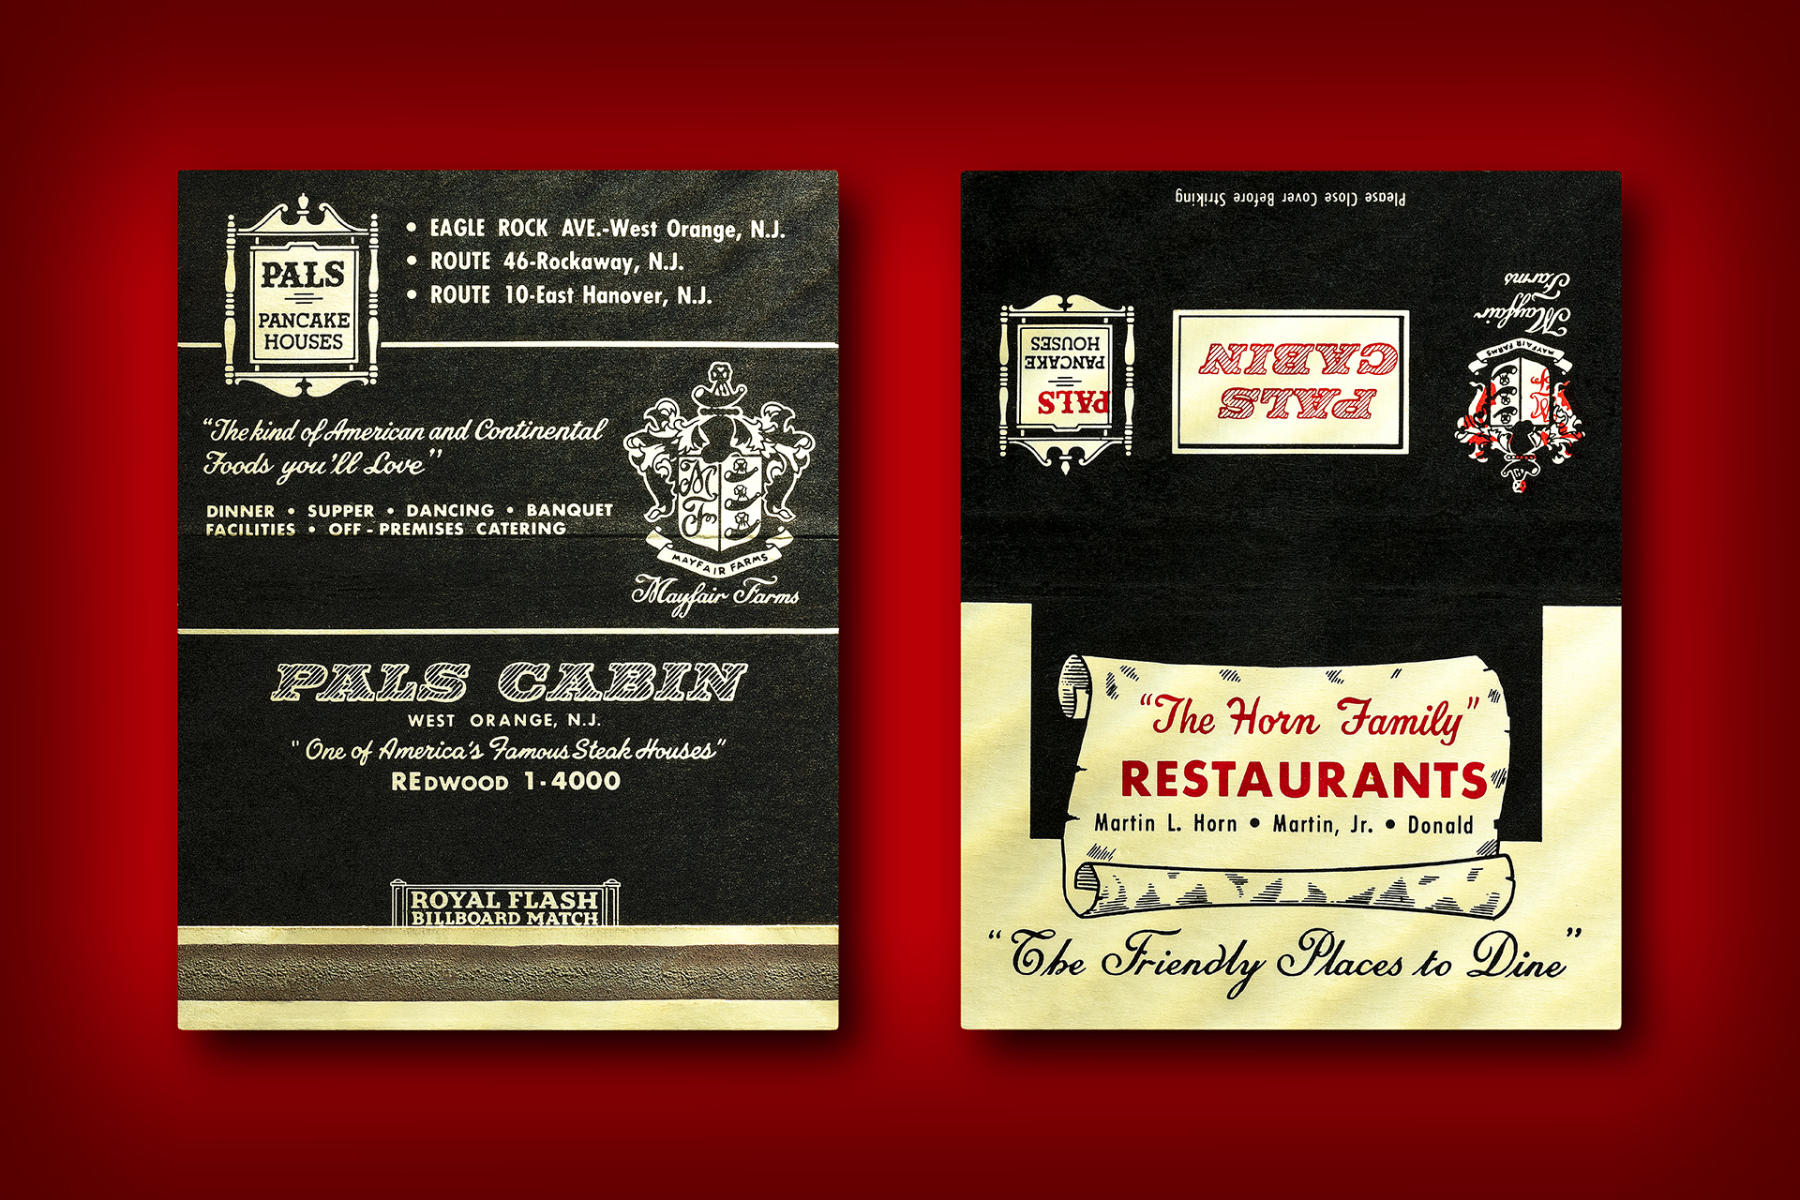 PALS
PANCAKE
HOUSES
• EAGLE ROCK AVE.-West Orange, N.J.
• ROUTE 46-Rockaway, N.J.
• ROUTE 10-East Hanover, N.J.
"The kind of American and Continental
Foods you'll Love"
DINNER • SUPPER • DANCING • BANQUET
FACILITIES • OFF-PREMISES CATERING
M
F
MAYFAIR FARMS
Mayfair Farms
PALS CABIN
WEST ORANGE, N.J.
"One of America's Famous Steak Houses"
REDWOOD 1-4000
ROYAL FLASH
BILLBOARD MATCH
Please Close Cover Before Striking
Mayfair
Farms
MAYFAIR FARMS
M
F
PALS
CABIN
PALS
PANCAKE
HOUSES
"The Horn Family"
RESTAURANTS
Martin L. Horn • Martin, Jr. • Donald
"The Friendly Places to Dine"